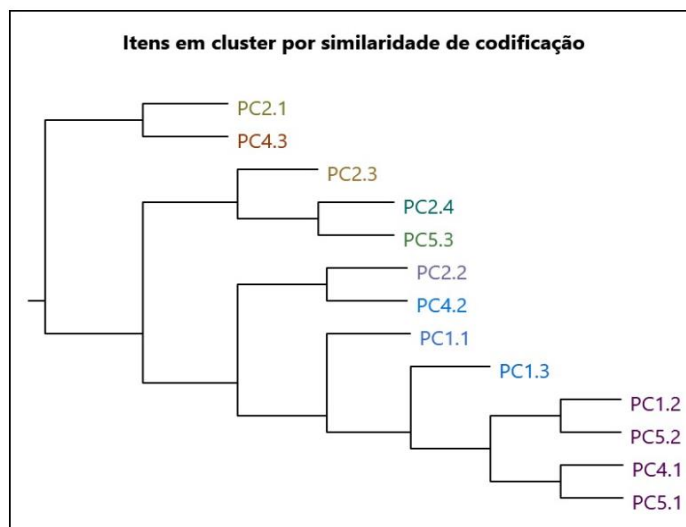 Itens em cluster por similaridade de codificação
PC2.1
PC4.3
PC2.3
PC2.4
PC5.3
PC2.2
PC4.2
PC1.1
PC1.3
PC1.2
PC5.2
PC4.1
PC5.1